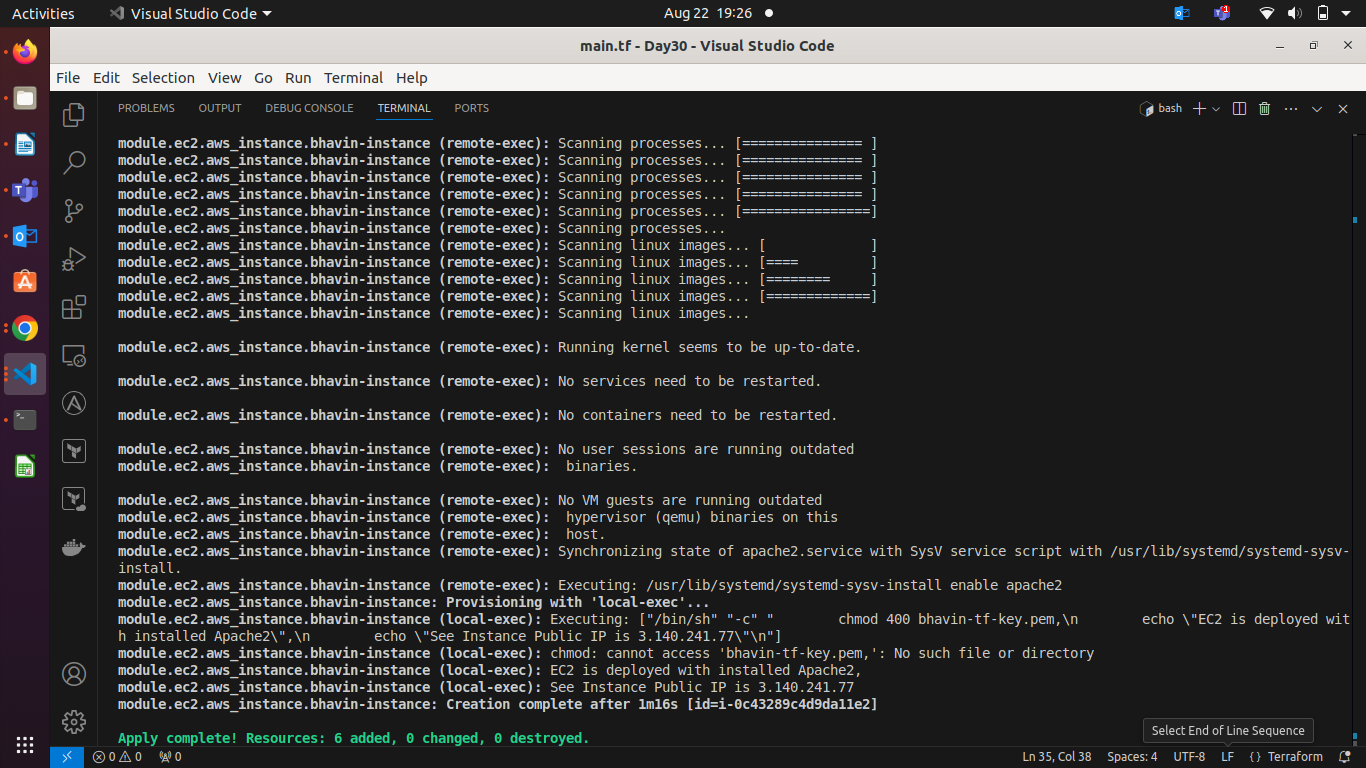 Activities
Visual Studio Code
Aug 22 19:26
1
main.tf - Day30 - Visual Studio Code
File Edit Selection View Go Run Terminal Help
PROBLEMS OUTPUT DEBUG CONSOLE TERMINAL PORTS
bash
module.ec2.aws_instance.bhavin-instance (remote-exec): Scanning processes... [=============== ]
module.ec2.aws_instance.bhavin-instance (remote-exec): Scanning processes... [=============== ]
module.ec2.aws_instance.bhavin-instance (remote-exec): Scanning processes... [=============== ]
module.ec2.aws_instance.bhavin-instance (remote-exec): Scanning processes... [=============== ]
module.ec2.aws_instance.bhavin-instance (remote-exec): Scanning processes... [================]
module.ec2.aws_instance.bhavin-instance (remote-exec): Scanning processes...
module.ec2.aws_instance.bhavin-instance (remote-exec): Scanning linux images... [             ]
module.ec2.aws_instance.bhavin-instance (remote-exec): Scanning linux images... [====         ]
module.ec2.aws_instance.bhavin-instance (remote-exec): Scanning linux images... [========     ]
module.ec2.aws_instance.bhavin-instance (remote-exec): Scanning linux images... [=============]
module.ec2.aws_instance.bhavin-instance (remote-exec): Scanning linux images...
module.ec2.aws_instance.bhavin-instance (remote-exec): Running kernel seems to be up-to-date.
module.ec2.aws_instance.bhavin-instance (remote-exec): No services need to be restarted.
module.ec2.aws_instance.bhavin-instance (remote-exec): No containers need to be restarted.
module.ec2.aws_instance.bhavin-instance (remote-exec): No user sessions are running outdated
module.ec2.aws_instance.bhavin-instance (remote-exec):  binaries.
module.ec2.aws_instance.bhavin-instance (remote-exec): No VM guests are running outdated
module.ec2.aws_instance.bhavin-instance (remote-exec):  hypervisor (qemu) binaries on this
module.ec2.aws_instance.bhavin-instance (remote-exec):  host.
module.ec2.aws_instance.bhavin-instance (remote-exec): Synchronizing state of apache2.service with SysV service script with /usr/lib/systemd/systemd-sysv-
install.
module.ec2.aws_instance.bhavin-instance (remote-exec): Executing: /usr/lib/systemd/systemd-sysv-install enable apache2
module.ec2.aws_instance.bhavin-instance: Provisioning with 'local-exec'...
module.ec2.aws_instance.bhavin-instance (local-exec): Executing: ["/bin/sh" "-c" "        chmod 400 bhavin-tf-key.pem,\n        echo \"EC2 is deployed wit
h installed Apache2\",\n        echo \"See Instance Public IP is 3.140.241.77\"\n"]
module.ec2.aws_instance.bhavin-instance (local-exec): chmod: cannot access 'bhavin-tf-key.pem,': No such file or directory
module.ec2.aws_instance.bhavin-instance (local-exec): EC2 is deployed with installed Apache2,
module.ec2.aws_instance.bhavin-instance (local-exec): See Instance Public IP is 3.140.241.77
module.ec2.aws_instance.bhavin-instance: Creation complete after 1m16s [id=i-0c43289c4d9da11e2]
Apply complete! Resources: 6 added, 0 changed, 0 destroyed.
Select End of Line Sequence
0 0 0
Ln 35, Col 38 Spaces: 4 UTF-8 LF {} Terraform